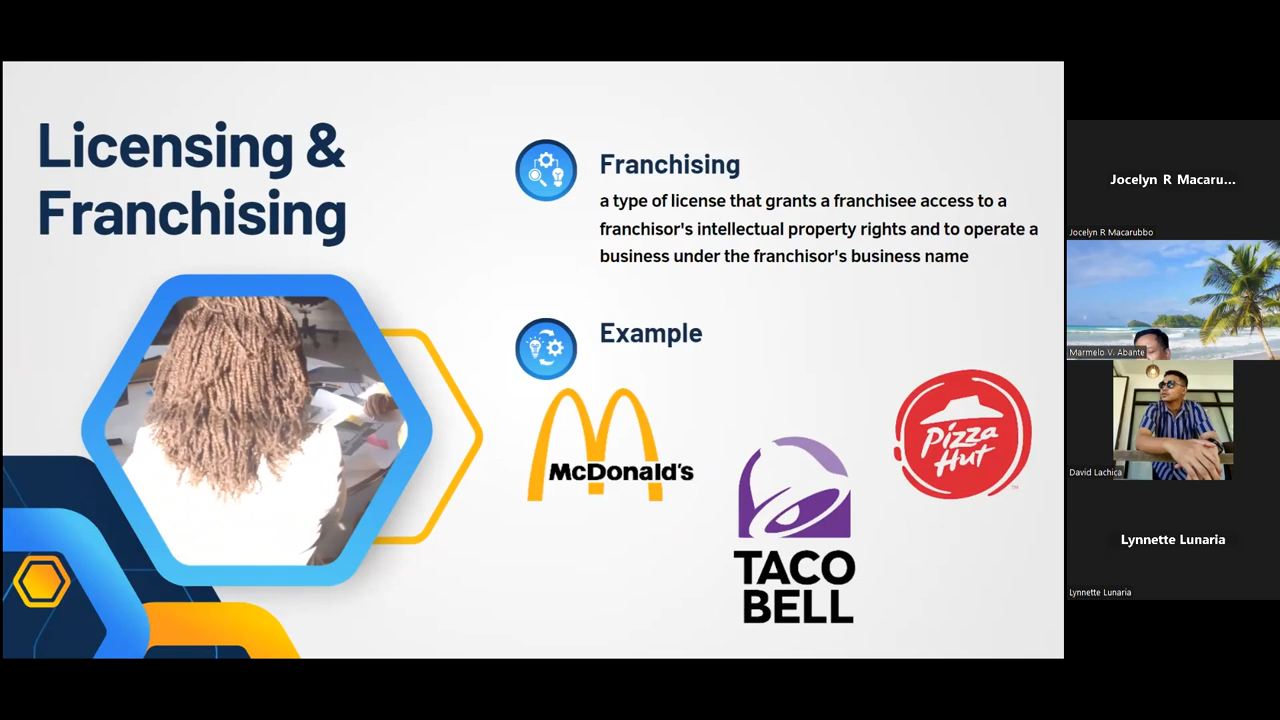 Licensing &
Franchising
Franchising
a type of license that grants a franchisee access to a
franchisor's intellectual property rights and to operate a
business under the franchisor's business name
Example
McDonald's
TACO
BELL
Pizza
Hut
TM
Jocelyn R Macaru...
Jocelyn R Macarubbo
Marmelo V. Abante
David Lachica
Lynnette Lunaria
Lynnette Lunaria